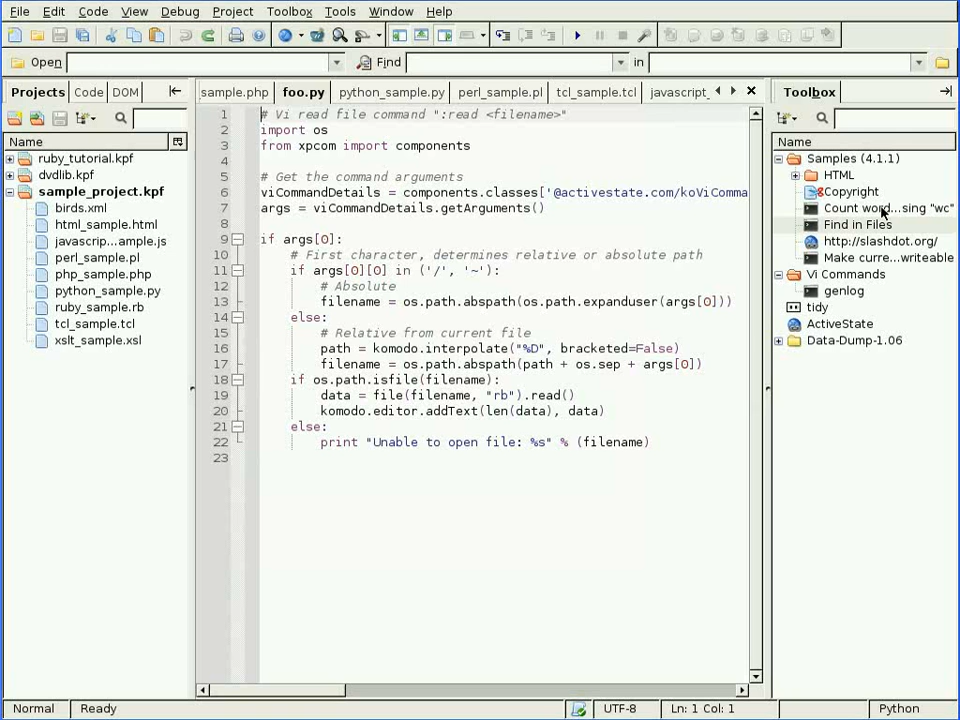 File Edit Code View Debug Project Toolbox Tools Window Help
Open Find in
Projects Code DOM
sample.php foo.py python_sample.py perl_sample.pl tcl_sample.tcl javascript_
Toolbox
Name
ruby_tutorial.kpf
dvdlib.kpf
sample_project.kpf
birds.xml
html_sample.html
javascrip...ample.js
perl_sample.pl
php_sample.php
python_sample.py
ruby_sample.rb
tcl_sample.tcl
xslt_sample.xsl
1 # Vi read file command ":read <filename>"
2 import os
3 from xpcom import components
4
5 # Get the command arguments
6 viCommandDetails = components.classes['@activestate.com/koViComma
7 args = viCommandDetails.getArguments()
8
9 if args[0]:
10 # First character, determines relative or absolute path
11 if args[0][0] in ('/', '~'):
12 # Absolute
13 filename = os.path.abspath(os.path.expanduser(args[0]))
14 else:
15 # Relative from current file
16 path = komodo.interpolate("%D", bracketed=False)
17 filename = os.path.abspath(path + os.sep + args[0])
18 if os.path.isfile(filename):
19 data = file(filename, "rb").read()
20 komodo.editor.addText(len(data), data)
21 else:
22 print "Unable to open file: %s" % (filename)
23
Name
Samples (4.1.1)
HTML
Copyright
Count word...sing "wc"
Find in Files
http://slashdot.org/
Make curre...writeable
Vi Commands
genlog
tidy
ActiveState
Data-Dump-1.06
Normal Ready UTF-8 Ln: 1 Col: 1 Python